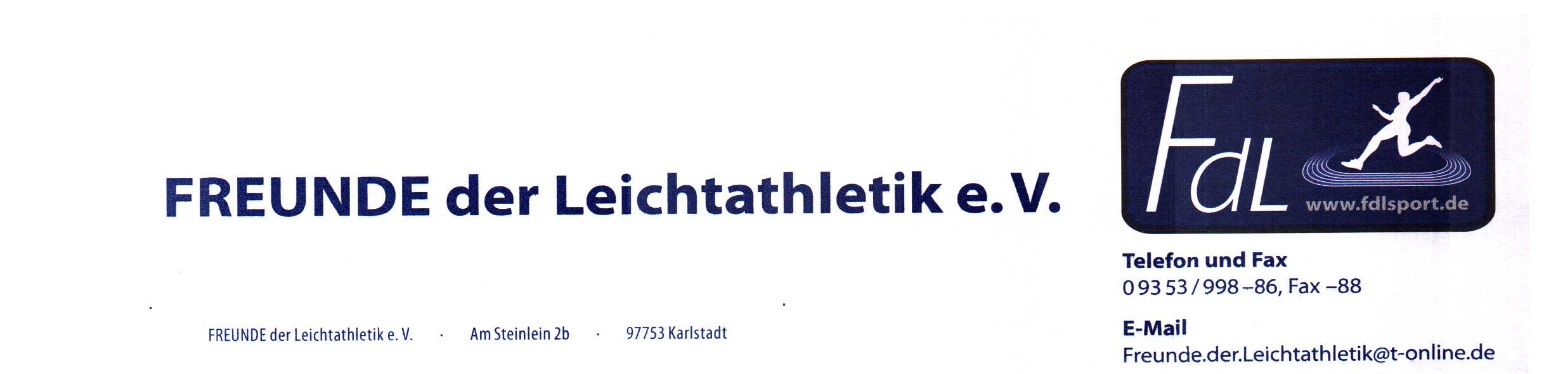 FREUNDE der Leichtathletik e. V.
FdL
www.fdlsport.de
Telefon und Fax
0 93 53 / 998 –86, Fax –88
E-Mail
Freunde.der.Leichtathletik@t-online.de
FREUNDE der Leichtathletik e. V. · Am Steinlein 2b · 97753 Karlstadt